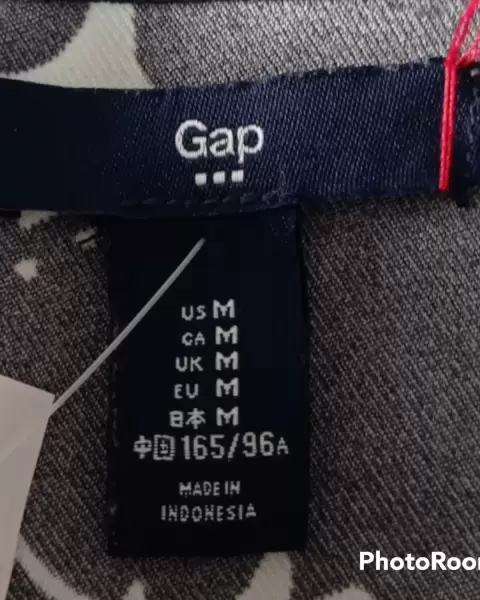 Gap
US M
CA M
UK M
EU M
日本 M
中国 165/96A
MADE IN
INDONESIA
PhotoRoom